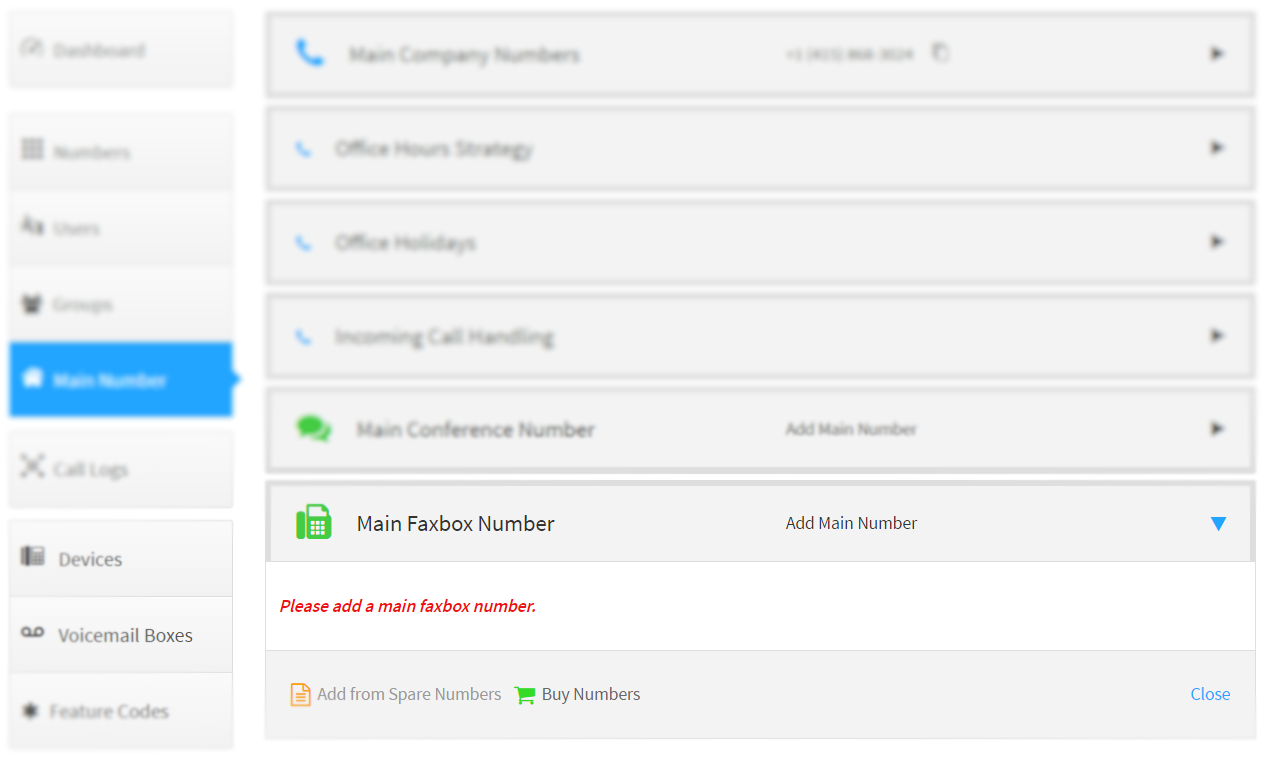 Dashboard
Numbers
Users
Groups
Main Number
Call Logs
Devices
Voicemail Boxes
Feature Codes
Main Company Numbers
Office Hours Strategy
Office Holidays
Incoming Call Handling
Main Conference Number Add Main Number
Main Faxbox Number Add Main Number
Please add a main faxbox number.
Add from Spare Numbers Buy Numbers Close